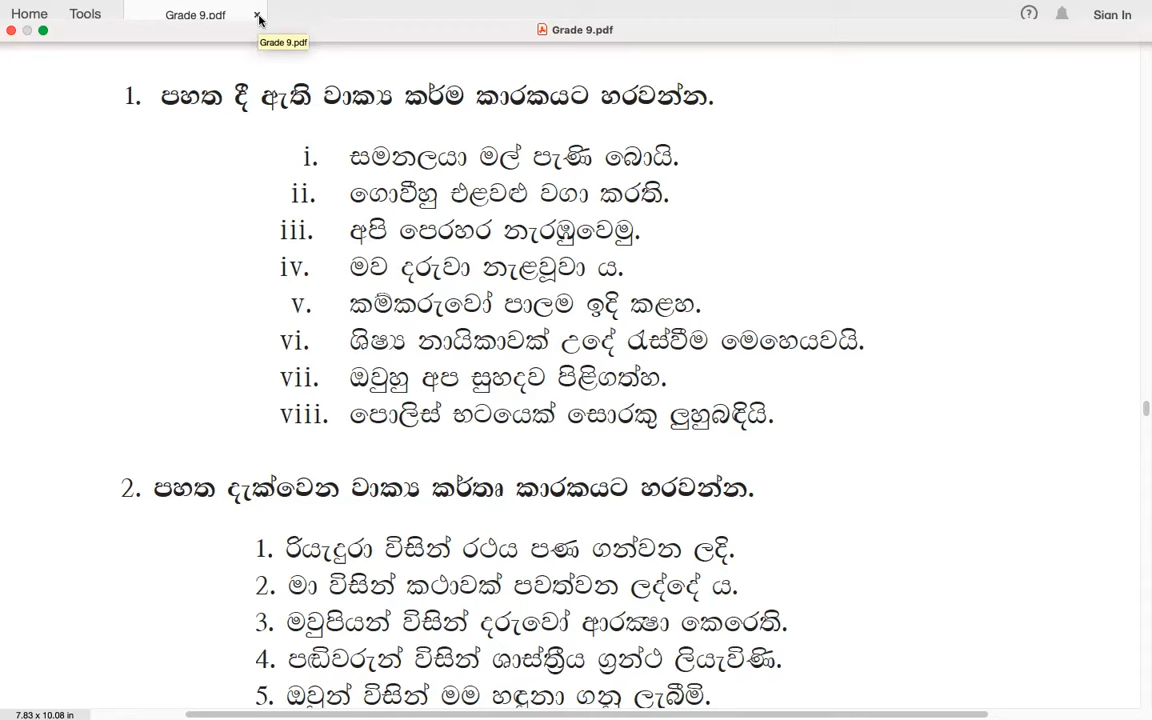 Home Tools Grade 9.pdf × Sign In
Grade 9.pdf
Grade 9.pdf
1. පහත දී ඇති වාක්‍ය කර්ම කාරකයට හරවන්න.
i. සමනලයා මල් පැණි බොයි.
ii. ගොවීහු එළවළු වගා කරති.
iii. අපි පෙරහර නැරඹුවෙමු.
iv. මව දරුවා නැළවූවා ය.
v. කම්කරුවෝ පාලම ඉදි කළහ.
vi. ශිෂ්‍ය නායිකාවක් උදේ රැස්වීම මෙහෙයවයි.
vii. ඔවුහු අප සුහදව පිළිගත්හ.
viii. පොලිස් භටයෙක් සොරකු ලුහුබඳියි.
2. පහත දැක්වෙන වාක්‍ය කර්තෘ කාරකයට හරවන්න.
1. රියැදුරා විසින් රථය පණ ගන්වන ලදි.
2. මා විසින් කථාවක් පවත්වන ලද්දේ ය.
3. මවුපියන් විසින් දරුවෝ ආරක්‍ෂා කෙරෙති.
4. පඬිවරුන් විසින් ශාස්ත්‍රීය ග්‍රන්ථ ලියැවිණි.
5. ඔවුන් විසින් මම හඳුනා ගනු ලැබීමි.
7.83 x 10.08 in